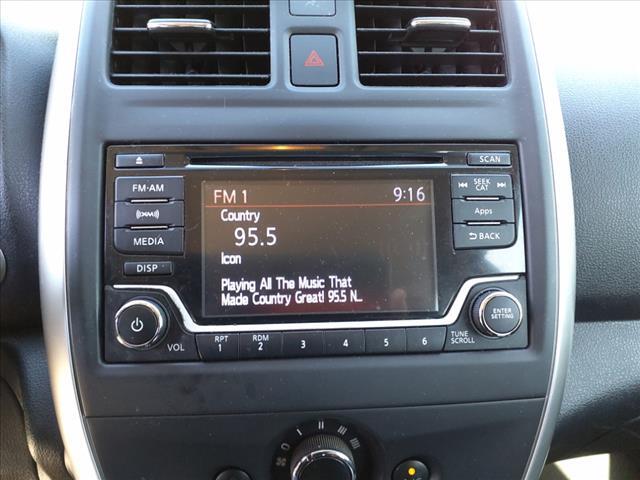 SCAN
FM·AM
SEEK
CAT
Apps
MEDIA
BACK
DISP
FM 1
9:16
Country
95.5
Icon
Playing All The Music That
Made Country Great! 95.5 N...
ENTER
SETTING
VOL
RPT
1
RDM
2
3
4
5
6
TUNE
SCROLL